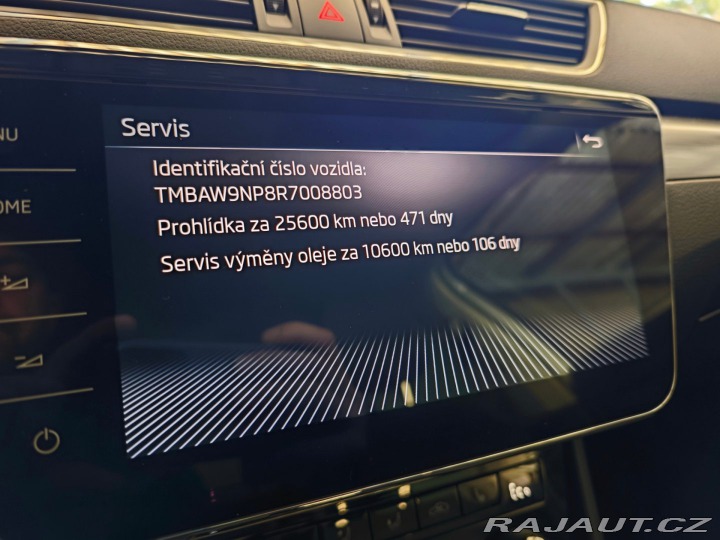 Servis
Identifikační číslo vozidla:
TMBAW9NP8R7008803
Prohlídka za 25600 km nebo 471 dny
Servis výměny oleje za 10600 km nebo 106 dny
RAJAUT.CZ